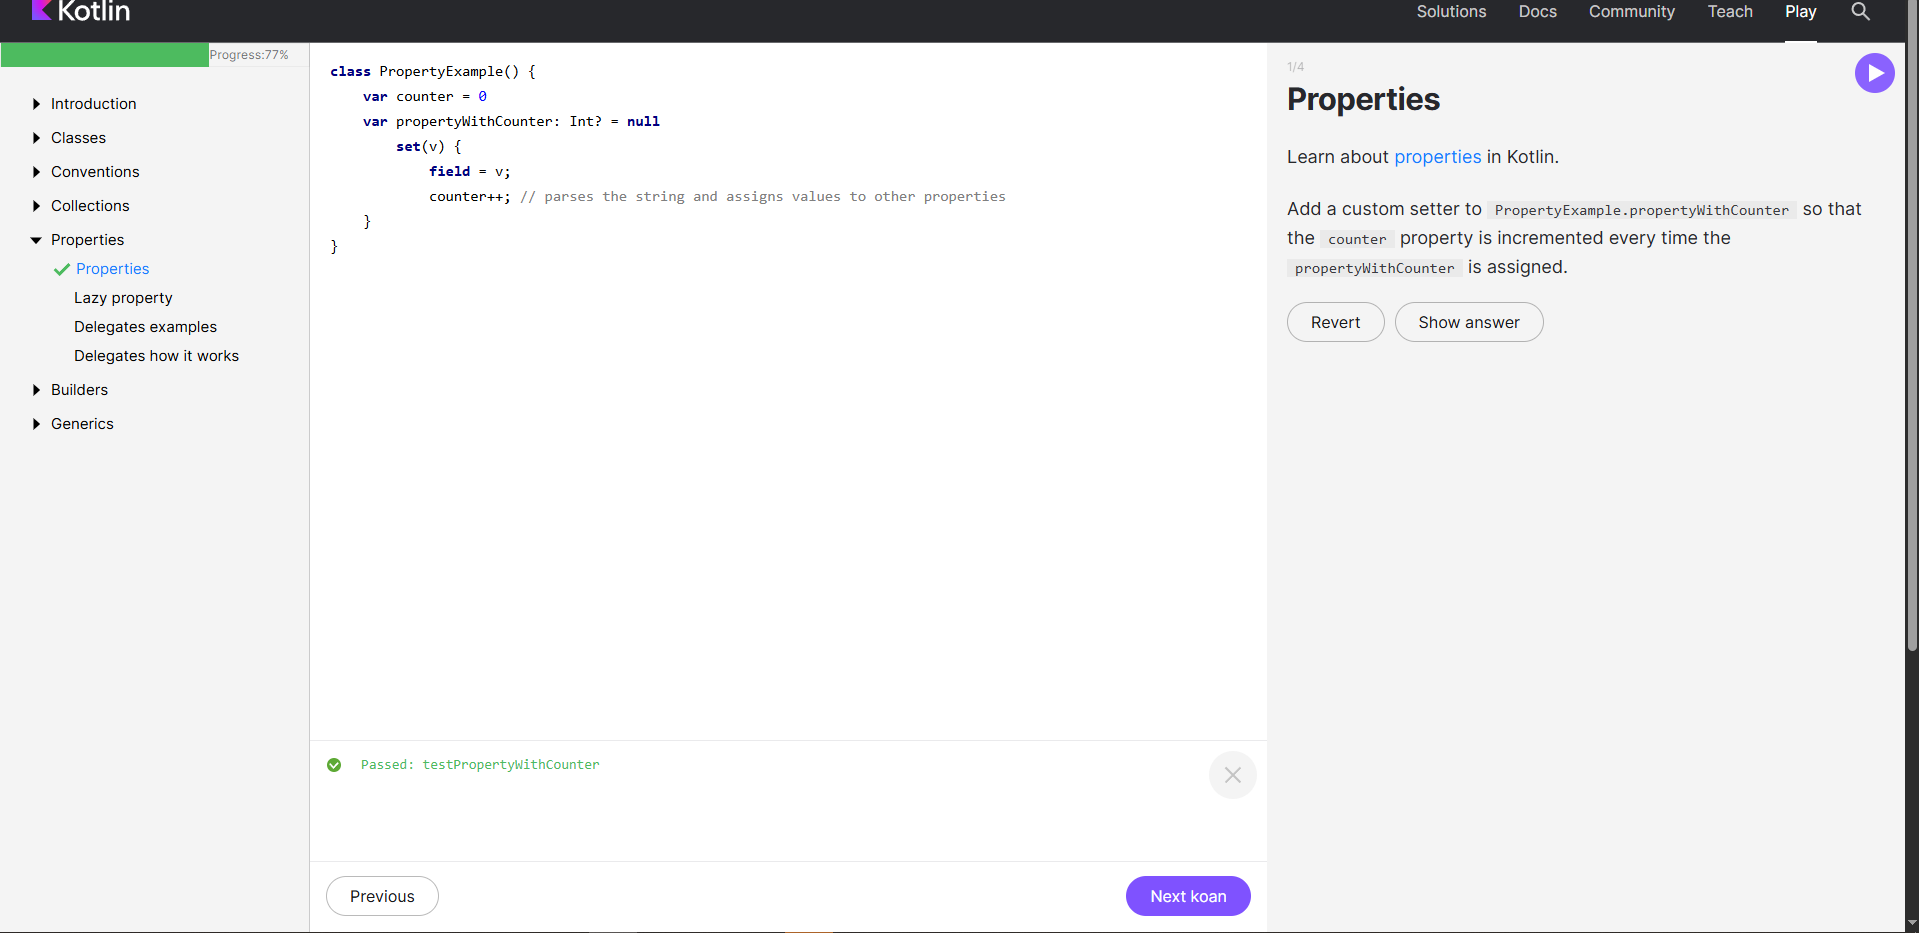 Kotlin
Solutions Docs Community Teach Play
Progress:77%
Introduction
Classes
Conventions
Collections
Properties
Properties
Lazy property
Delegates examples
Delegates how it works
Builders
Generics
class PropertyExample() {
    var counter = 0
    var propertyWithCounter: Int? = null
        set(v) {
            field = v;
            counter++; // parses the string and assigns values to other properties
    }
}
Passed: testPropertyWithCounter
Previous
Next koan
1/4
Properties
Learn about properties in Kotlin.
Add a custom setter to PropertyExample.propertyWithCounter so that
the counter property is incremented every time the
propertyWithCounter is assigned.
Revert
Show answer